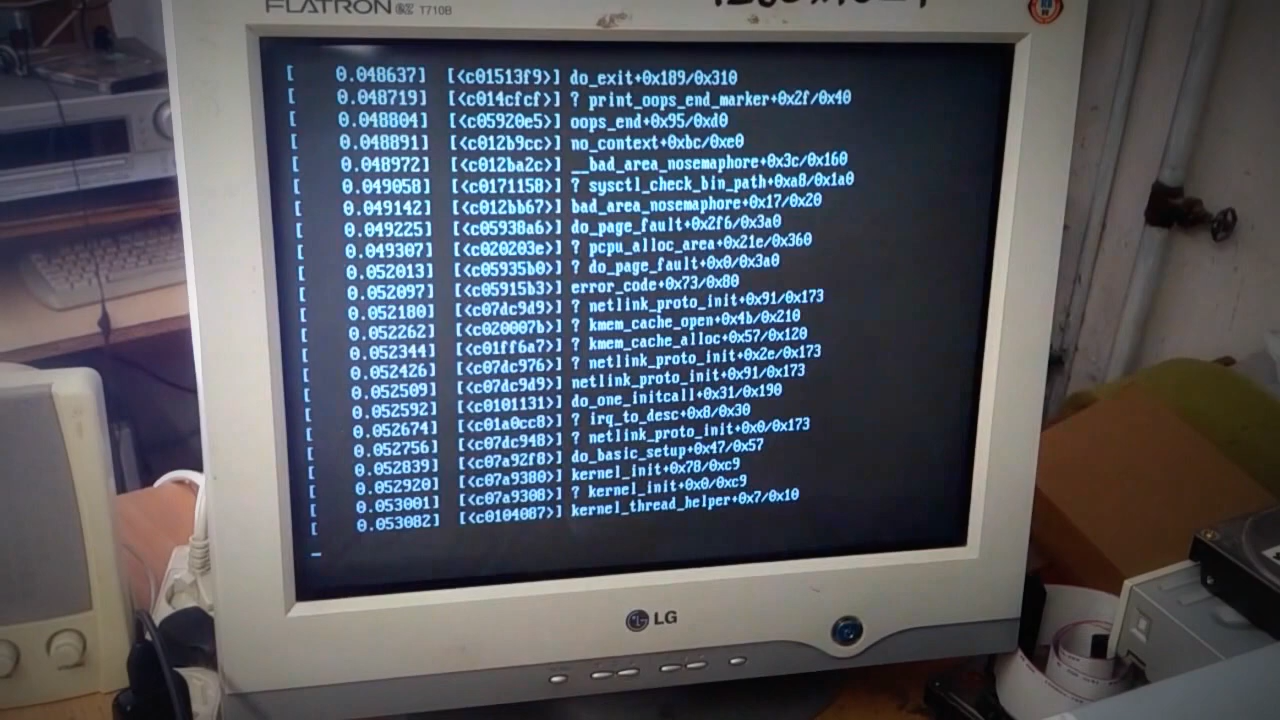 FLATRON T710B
[    0.048637]  [<c01513f9>] do_exit+0x189/0x310
[    0.048719]  [<c014cfcf>] ? print_oops_end_marker+0x2f/0x40
[    0.048804]  [<c05920e5>] oops_end+0x95/0xd0
[    0.048891]  [<c012b9cc>] no_context+0xbc/0xe0
[    0.048972]  [<c012ba2c>] __bad_area_nosemaphore+0x3c/0x160
[    0.049058]  [<c0171158>] ? sysctl_check_bin_path+0xa8/0x1a0
[    0.049142]  [<c012bb67>] bad_area_nosemaphore+0x17/0x20
[    0.049225]  [<c05938a6>] do_page_fault+0x2f6/0x3a0
[    0.049307]  [<c020203e>] ? pcpu_alloc_area+0x21e/0x360
[    0.052013]  [<c05935b0>] ? do_page_fault+0x0/0x3a0
[    0.052097]  [<c05915b3>] error_code+0x73/0x80
[    0.052180]  [<c07dc9d9>] ? netlink_proto_init+0x91/0x173
[    0.052262]  [<c020007b>] ? kmem_cache_open+0x4b/0x210
[    0.052344]  [<c01ff6a7>] ? kmem_cache_alloc+0x57/0x120
[    0.052426]  [<c07dc976>] ? netlink_proto_init+0x2e/0x173
[    0.052509]  [<c07dc9d9>] netlink_proto_init+0x91/0x173
[    0.052592]  [<c0101131>] do_one_initcall+0x31/0x190
[    0.052674]  [<c01a0cc8>] ? irq_to_desc+0x8/0x30
[    0.052756]  [<c07dc948>] ? netlink_proto_init+0x0/0x173
[    0.052839]  [<c07a92f8>] do_basic_setup+0x47/0x57
[    0.052920]  [<c07a9380>] kernel_init+0x78/0xc9
[    0.053001]  [<c07a9308>] ? kernel_init+0x0/0xc9
[    0.053082]  [<c0104087>] kernel_thread_helper+0x7/0x10
_
LG